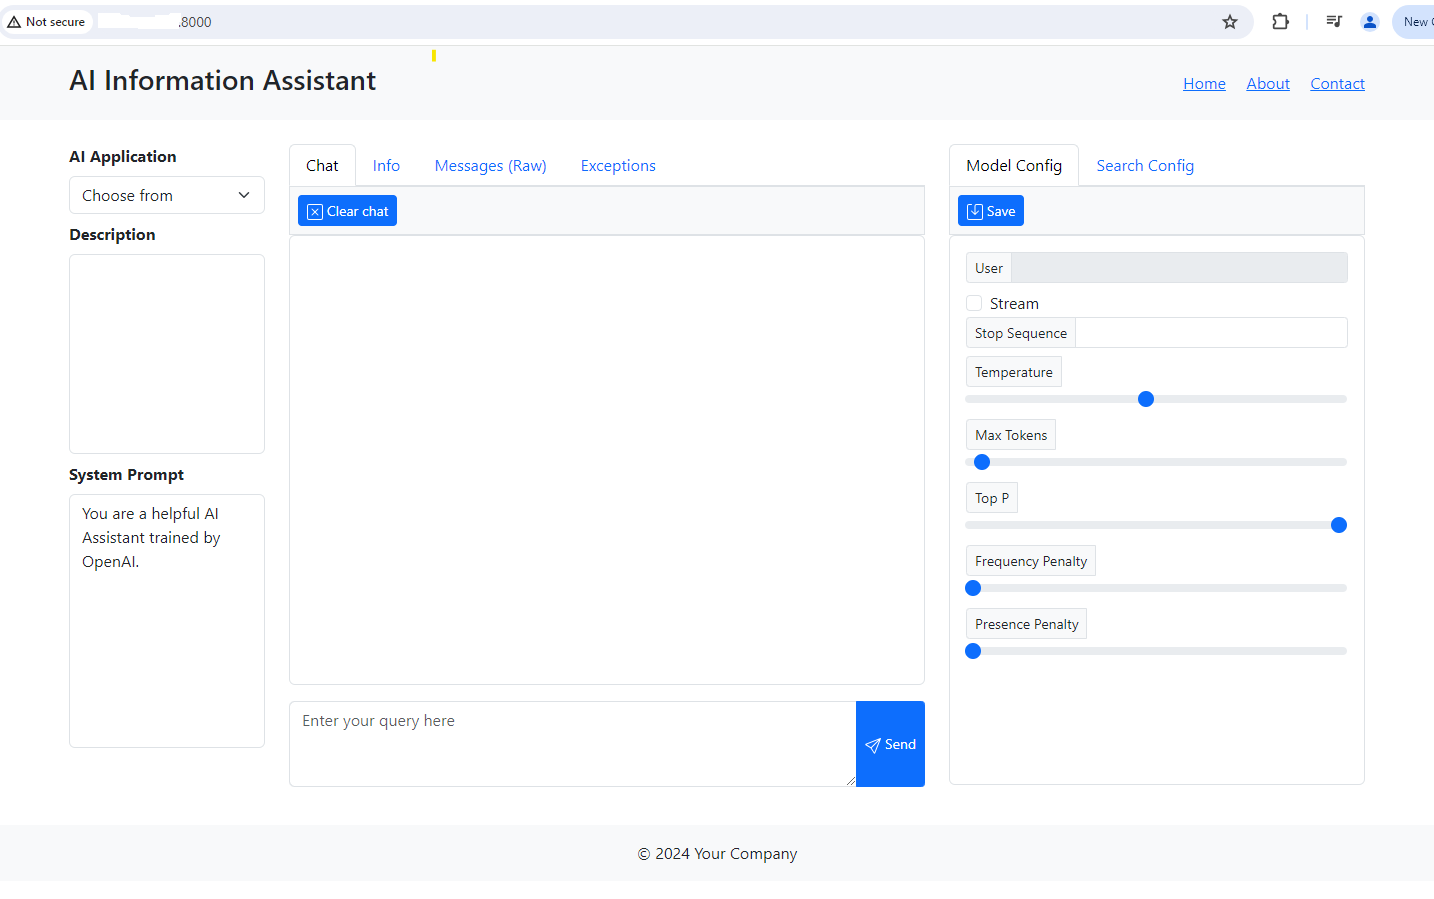 Not secure
:8000
New
AI Information Assistant
Home About Contact
AI Application
Choose from
Description
System Prompt
You are a helpful AI
Assistant trained by
OpenAI.
Chat Info Messages (Raw) Exceptions
Clear chat
Enter your query here
Send
Model Config Search Config
Save
User
Stream
Stop Sequence
Temperature
Max Tokens
Top P
Frequency Penalty
Presence Penalty
© 2024 Your Company